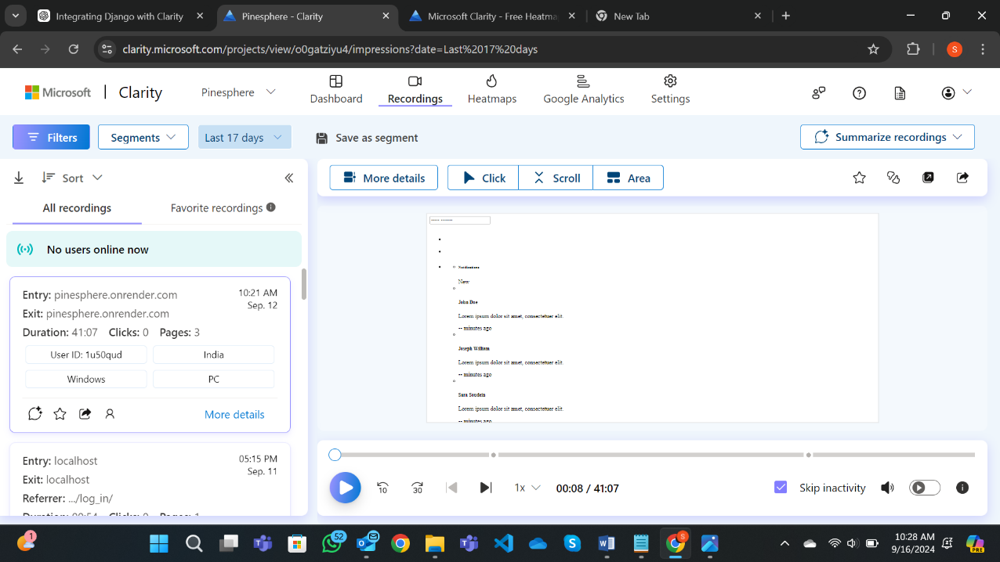 Integrating Django with Clarity
Pinesphere - Clarity
Microsoft Clarity - Free Heatma
New Tab
clarity.microsoft.com/projects/view/o0gatziyu4/impressions?date=Last%2017%20days
S
Microsoft
Clarity
Pinesphere
Dashboard
Recordings
Heatmaps
Google Analytics
Settings
Filters
Segments
Last 17 days
Save as segment
Summarize recordings
Sort
More details
Click
Scroll
Area
All recordings
Favorite recordings
No users online now
Entry: pinesphere.onrender.com
10:21 AM
Sep. 12
Exit: pinesphere.onrender.com
Duration: 41:07 Clicks: 0 Pages: 3
User ID: 1u50qud
India
Windows
PC
More details
Entry: localhost
05:15 PM
Sep. 11
Exit: localhost
Referrer: .../log_in/
Duration: 00:54 Clicks: 0 Pages: 1
Notifications
New
John Doe
Lorem ipsum dolor sit amet, consectetuer elit.
-- minutes ago
Joseph William
Lorem ipsum dolor sit amet, consectetuer elit.
-- minutes ago
Sara Soudein
Lorem ipsum dolor sit amet, consectetuer elit.
-- minutes ago
10
30
1x
00:08 / 41:07
Skip inactivity
1
52
S
10:28 AM
9/16/2024
PRE